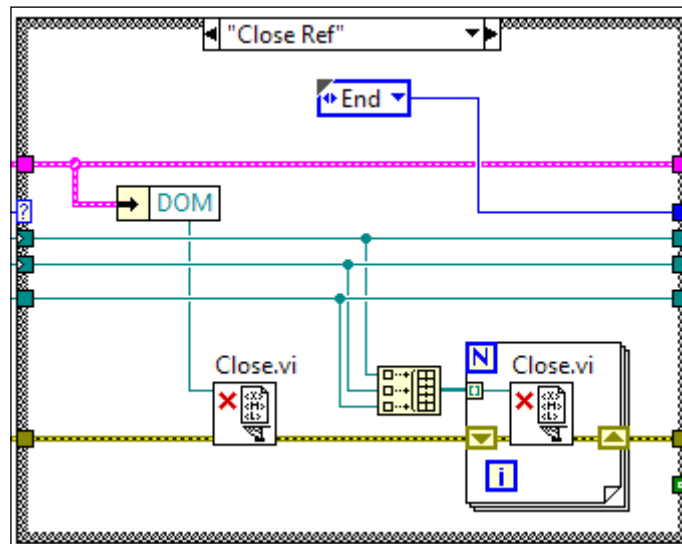 "Close Ref"
End
?
DOM
Close.vi
N
Close.vi
<X>
<M>
<L>
<X>
<M>
<L>
i